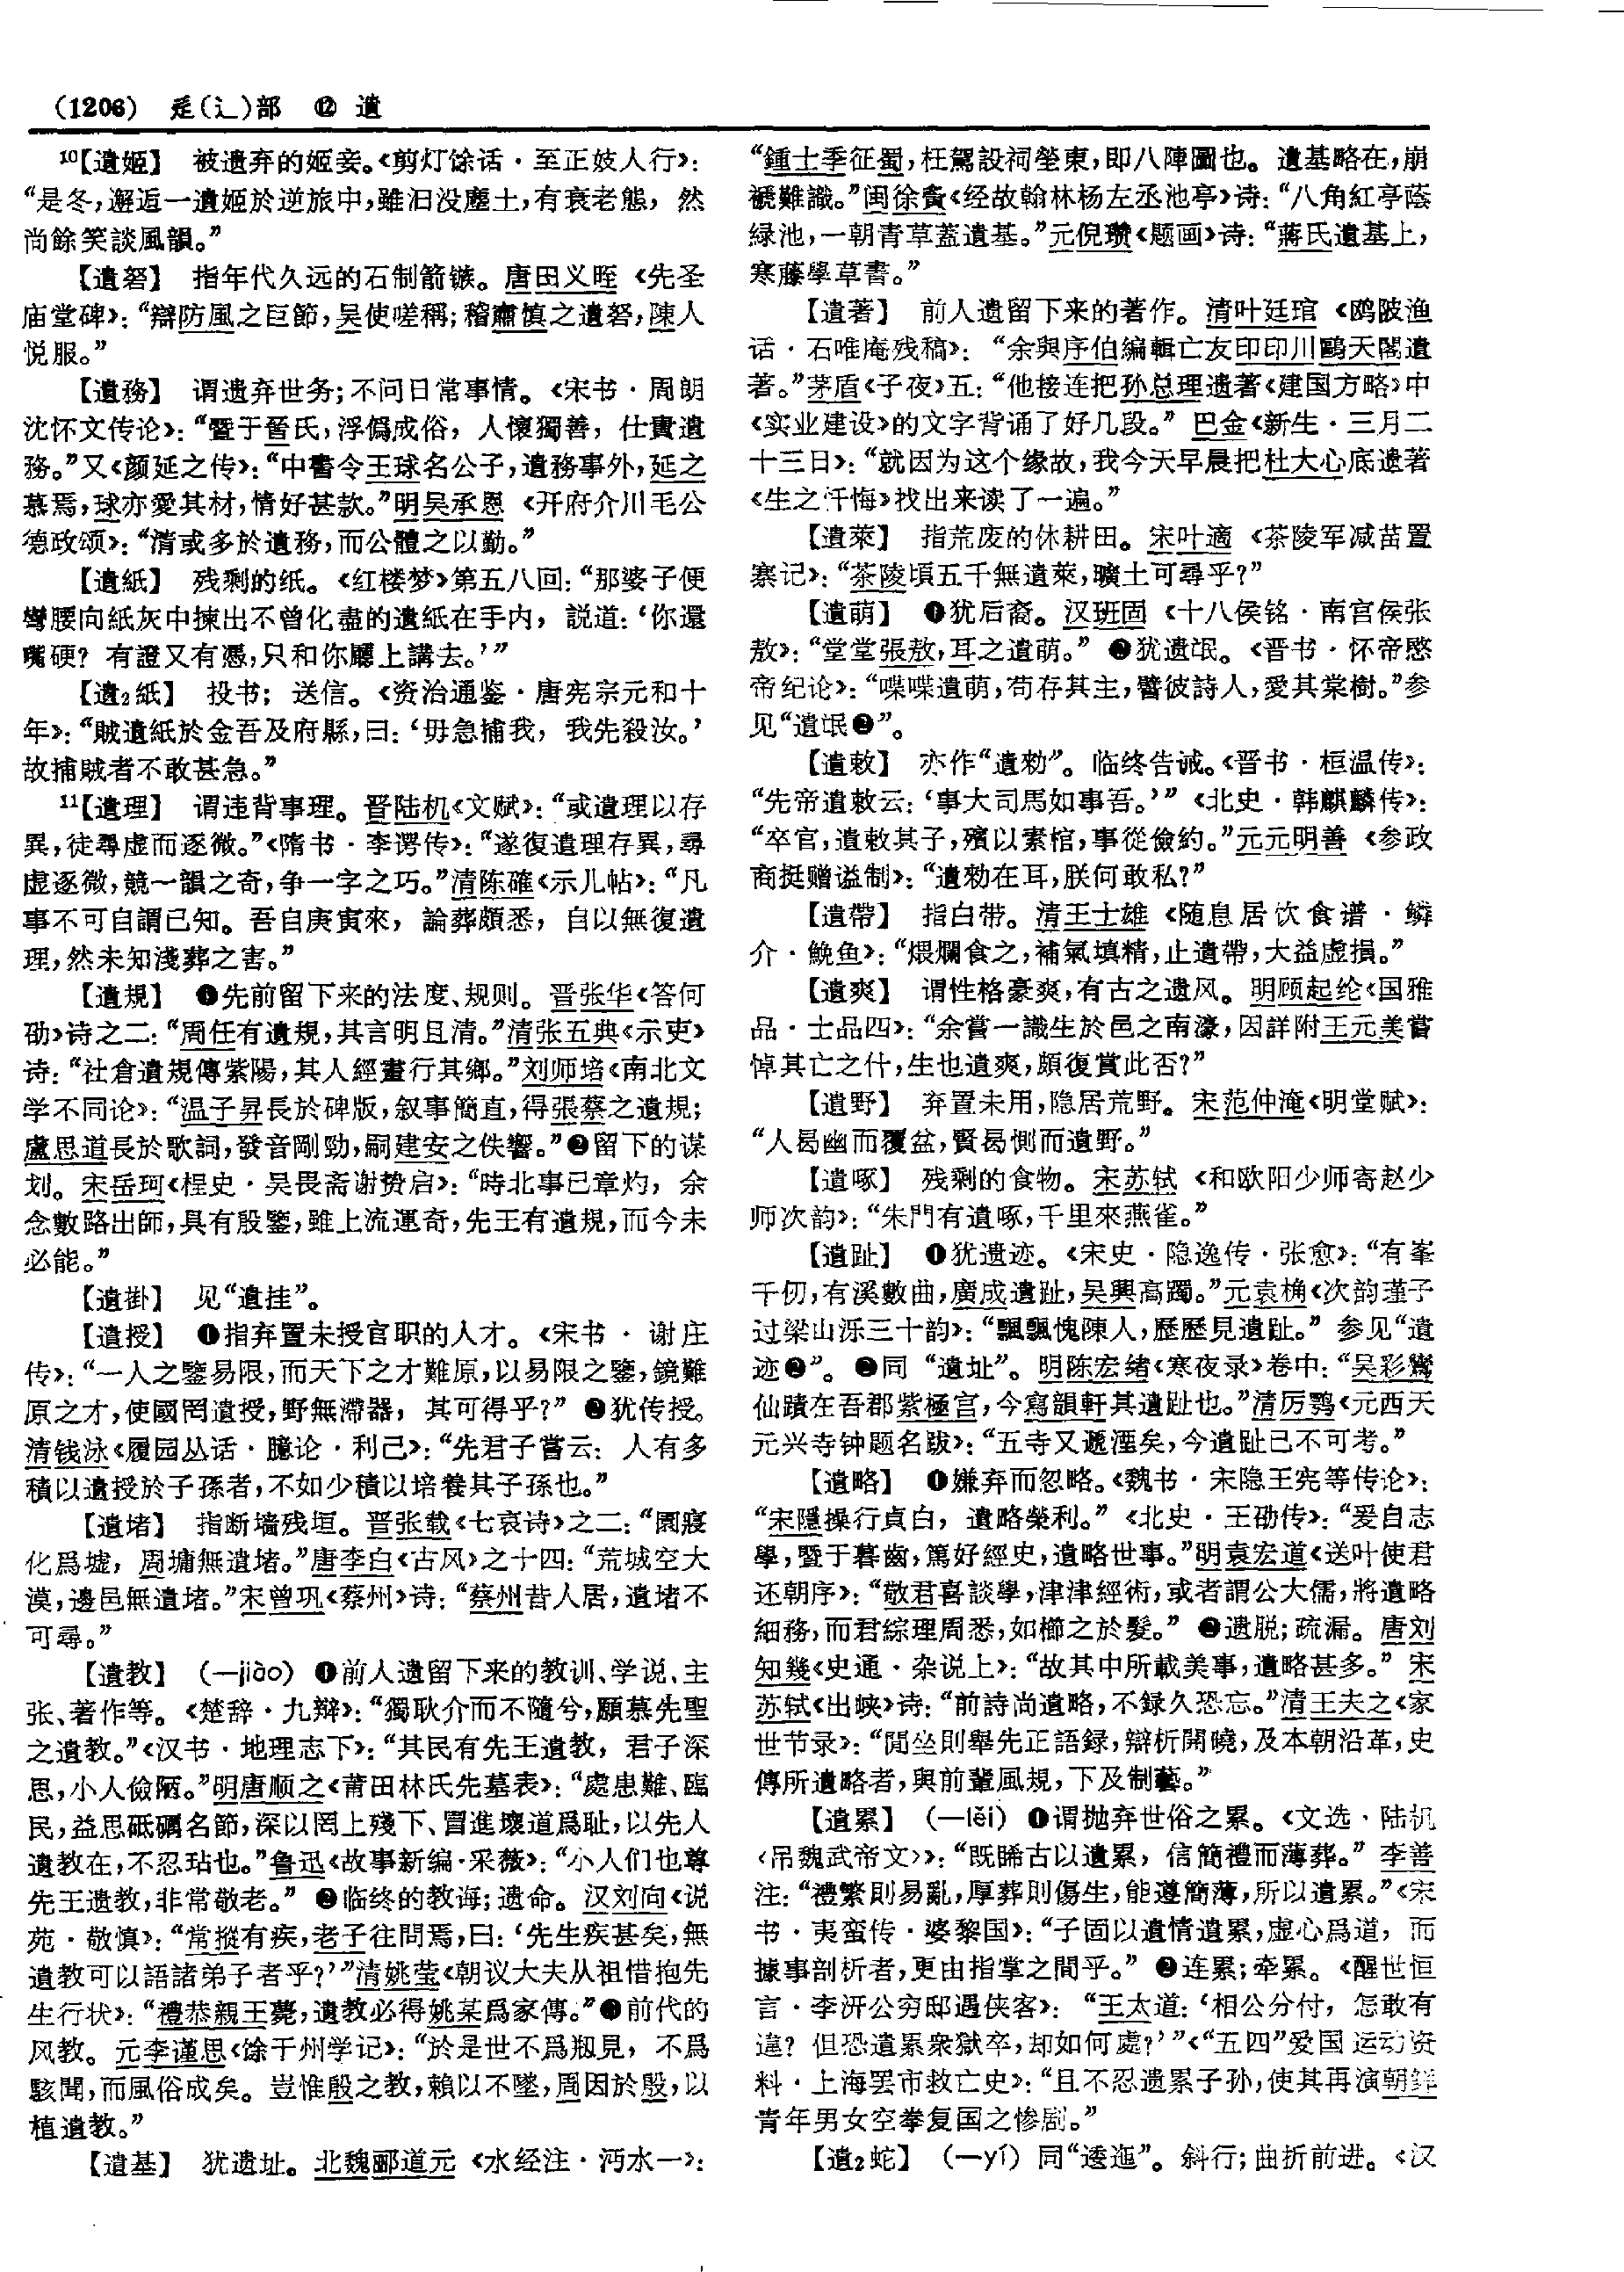 (1206) 辵(辶)部 ⑫ 遺
¹⁰【遺姬】 被遗弃的姬妾。《剪灯馀话·至正妓人行》：
“是冬，邂逅一遺姬於逆旅中，雖汩没塵土，有衰老態，然
尚餘笑談風韻。”
【遺砮】 指年代久远的石制箭镞。唐田义晊《先圣
庙堂碑》：“辯防風之巨節，吴使嗟稱；稽肅慎之遺砮，陳人
悦服。”
【遺務】 谓遗弃世务；不问日常事情。《宋书·周朗
沈怀文传论》：“暨于晉氏，浮僞成俗，人懷獨善，仕貴遺
務。”又《颜延之传》：“中書令王球名公子，遺務事外，延之
慕焉，球亦愛其材，情好甚款。”明吴承恩《开府介川毛公
德政颂》：“清或多於遺務，而公體之以勤。”
【遺紙】 残剩的纸。《红楼梦》第五八回：“那婆子便
彎腰向紙灰中揀出不曾化盡的遺紙在手内，説道：‘你還
嘴硬？有證又有憑，只和你廳上講去。’”
【遺₂紙】 投书；送信。《资治通鉴·唐宪宗元和十
年》：“賊遺紙於金吾及府縣，曰：‘毋急捕我，我先殺汝。’
故捕賊者不敢甚急。”
¹¹【遺理】 谓违背事理。晋陆机《文赋》：“或遺理以存
異，徒尋虚而逐微。”《隋书·李谔传》：“遂復遺理存異，尋
虚逐微，競一韻之奇，争一字之巧。”清陈確《示儿帖》：“凡
事不可自謂已知。吾自庚寅來，論葬頗悉，自以無復遺
理，然未知淺葬之害。”
【遺規】 ❶先前留下来的法度、规则。晋张华《答何
劭》诗之二：“周任有遺規，其言明且清。”清张五典《示吏》
诗：“社倉遺規傳紫陽，其人經畫行其鄉。”刘师培《南北文
学不同论》：“温子昇長於碑版，叙事簡直，得張蔡之遺規；
盧思道長於歌詞，發音剛勁，嗣建安之佚響。”❷留下的谋
划。宋岳珂《桯史·吴畏斋谢贽启》：“時北事已章灼，余
念數路出師，具有殷鑒，雖上流運奇，先王有遺規，而今未
必能。”
【遺掛】 见“遺挂”。
【遺授】 ❶指弃置未授官职的人才。《宋书·谢庄
传》：“一人之鑒易限，而天下之才難原，以易限之鑒，鏡難
原之才，使國罔遺授，野無滯器，其可得乎？”❷犹传授。
清钱泳《履园丛话·臆论·利己》：“先君子嘗云：人有多
積以遺授於子孫者，不如少積以培養其子孫也。”
【遺堵】 指断墙残垣。晋张载《七哀诗》之二：“園寢
化爲墟，周墉無遺堵。”唐李白《古风》之十四：“荒城空大
漠，邊邑無遺堵。”宋曾巩《蔡州》诗：“蔡州昔人居，遺堵不
可尋。”
【遺教】 （—jiào）❶前人遗留下来的教训、学说、主
张、著作等。《楚辞·九辩》：“獨耿介而不隨兮，願慕先聖
之遺教。”《汉书·地理志下》：“其民有先王遺教，君子深
思，小人儉陋。”明唐顺之《莆田林氏先墓表》：“處患難、臨
民，益思砥礪名節，深以罔上殘下、冒進壞道爲耻，以先人
遺教在，不忍玷也。”鲁迅《故事新编·采薇》：“小人们也尊
先王遗教，非常敬老。”❷临终的教诲；遗命。汉刘向《说
苑·敬慎》：“常摐有疾，老子往問焉，曰：‘先生疾甚矣，無
遺教可以語諸弟子者乎？’”清姚莹《朝议大夫从祖惜抱先
生行状》：“禮恭親王薨，遺教必得姚某爲家傳。”❸前代的
风教。元李谨思《馀于州学记》：“於是世不爲剏見，不爲
駭聞，而風俗成矣。豈惟殷之教，賴以不墜，周因於殷，以
植遺教。”
【遺基】 犹遗址。北魏郦道元《水经注·沔水一》：
“鍾士季征蜀，枉駕設祠塋東，即八陣圖也。遺基略在，崩
褫難識。”闽徐夤《经故翰林杨左丞池亭》诗：“八角紅亭蔭
緑池，一朝青草蓋遺基。”元倪瓒《题画》诗：“蔣氏遺基上，
寒藤學草書。”
【遺著】 前人遗留下来的著作。清叶廷琯《鸥陂渔
话·石唯庵残稿》：“余與序伯編輯亡友印印川鷗天閣遺
著。”茅盾《子夜》五：“他接连把孙总理遗著《建国方略》中
《实业建设》的文字背诵了好几段。”巴金《新生·三月二
十三日》：“就因为这个缘故，我今天早晨把杜大心底遗著
《生之忏悔》找出来读了一遍。”
【遺萊】 指荒废的休耕田。宋叶適《茶陵军减苗置
寨记》：“茶陵頃五千無遺萊，曠土可尋乎？”
【遺萌】 ❶犹后裔。汉班固《十八侯铭·南宫侯张
敖》：“堂堂張敖，耳之遺萌。”❷犹遗氓。《晋书·怀帝愍
帝纪论》：“喋喋遺萌，苟存其主，譬彼詩人，愛其棠樹。”参
见“遺氓❷”。
【遺敕】 亦作“遺勑”。临终告诫。《晋书·桓温传》：
“先帝遺敕云：‘事大司馬如事吾。’”《北史·韩麒麟传》：
“卒官，遺敕其子，殯以素棺，事從儉約。”元元明善《参政
商挺赠谥制》：“遺勑在耳，朕何敢私？”
【遺帶】 指白带。清王士雄《随息居饮食谱·鳞
介·鮸鱼》：“煨爛食之，補氣填精，止遺帶，大益虚損。”
【遺爽】 谓性格豪爽，有古之遗风。明顾起纶《国雅
品·士品四》：“余嘗一識生於邑之南濠，因詳附王元美嘗
悼其亡之什，生也遺爽，頗復賞此否？”
【遺野】 弃置未用，隐居荒野。宋范仲淹《明堂赋》：
“人曷幽而覆盆，賢曷側而遺野。”
【遺啄】 残剩的食物。宋苏轼《和欧阳少师寄赵少
师次韵》：“朱門有遺啄，千里來燕雀。”
【遺趾】 ❶犹遗迹。《宋史·隐逸传·张愈》：“有峯
千仞，有溪數曲，廣成遺趾，吴興高躅。”元袁桷《次韵瑾子
过梁山泺三十韵》：“飄飄愧陳人，歷歷見遺趾。”参见“遺
迹❷”。❷同“遺址”。明陈宏绪《寒夜录》卷中：“吴彩鸞
仙蹟在吾郡紫極宫，今寫韻軒其遺趾也。”清厉鹗《元西天
元兴寺钟题名跋》：“五寺又遞湮矣，今遺趾已不可考。”
【遺略】 ❶嫌弃而忽略。《魏书·宋隐王宪等传论》：
“宋隱操行貞白，遺略榮利。”《北史·王劭传》：“爰自志
學，暨于暮齒，篤好經史，遺略世事。”明袁宏道《送叶使君
还朝序》：“敬君喜談學，津津經術，或者謂公大儒，將遺略
細務，而君綜理周悉，如櫛之於髮。”❷遗脱；疏漏。唐刘
知幾《史通·杂说上》：“故其中所載美事，遺略甚多。”宋
苏轼《出峡》诗：“前詩尚遺略，不録久恐忘。”清王夫之《家
世节录》：“閒坐則舉先正語録，辯析開曉，及本朝沿革，史
傳所遺略者，與前輩風規，下及制藝。”
【遺累】 （—lěi）❶谓抛弃世俗之累。《文选·陆机
〈吊魏武帝文〉》：“既睎古以遺累，信簡禮而薄葬。”李善
注：“禮繁則易亂，厚葬則傷生，能遵簡薄，所以遺累。”《宋
书·夷蛮传·婆黎国》：“子固以遺情遺累，虚心爲道，而
據事剖析者，更由指掌之間乎。”❷连累；牵累。《醒世恒
言·李汧公穷邸遇侠客》：“王太道：‘相公分付，怎敢有
違？但恐遺累衆獄卒，却如何處？’”《“五四”爱国运动资
料·上海罢市救亡史》：“且不忍遗累子孙，使其再演朝鲜
青年男女空拳复国之惨剧。”
【遺₂蛇】 （—yí）同“逶迤”。斜行；曲折前进。《汉